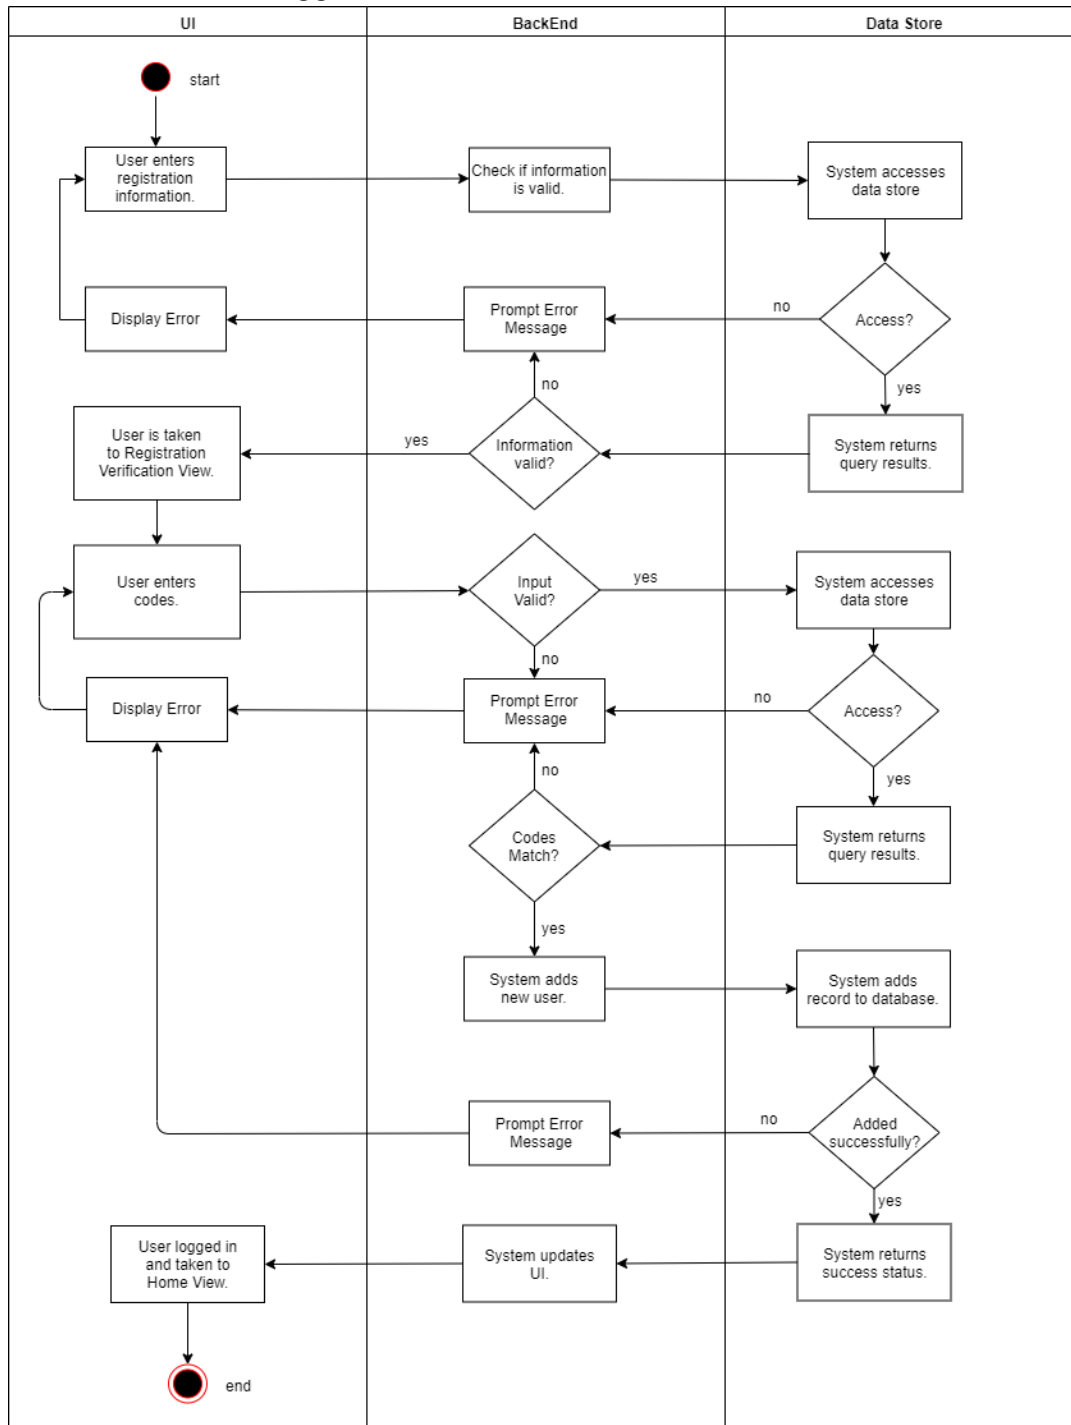 UI
BackEnd
Data Store
start
User enters
registration
information.
Check if information
is valid.
System accesses
data store
Display Error
Prompt Error
Message
no
Access?
no
yes
User is taken
to Registration
Verification View.
yes
Information
valid?
System returns
query results.
User enters
codes.
Input
Valid?
yes
System accesses
data store
no
Display Error
Prompt Error
Message
no
Access?
no
yes
Codes
Match?
System returns
query results.
yes
System adds
new user.
System adds
record to database.
Prompt Error
Message
no
Added
successfully?
yes
User logged in
and taken to
Home View.
System updates
UI.
System returns
success status.
end